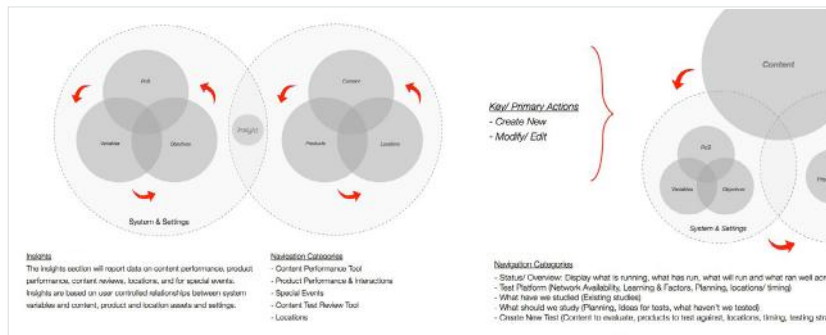 PoS
Variables
Objectives
System & Settings
Insight
Content
Products
Locations
Insights
The insights section will report data on content performance, product
performance, content reviews, locations, and for special events.
Insights are based on user controlled relationships between system
variables and content, product and location assets and settings.
Navigation Categories
- Content Performance Tool
- Product Performance & Interactions
- Special Events
- Content Test Review Tool
- Locations
Key/ Primary Actions
- Create New
- Modify/ Edit
Content
PoS
Variables
Objectives
System & Settings
Navigation Categories
- Status/ Overview: Display what is running, what has run, what will run and what ran well
- Test Platform (Network Availability, Learning & Factors, Planning, locations/ timing)
- What have we studied (Existing studies)
- What should we study (Planning, Ideas for tests, what haven't we tested)
- Create New Test (Content to evaluate, products to test against, locations, timing, testing